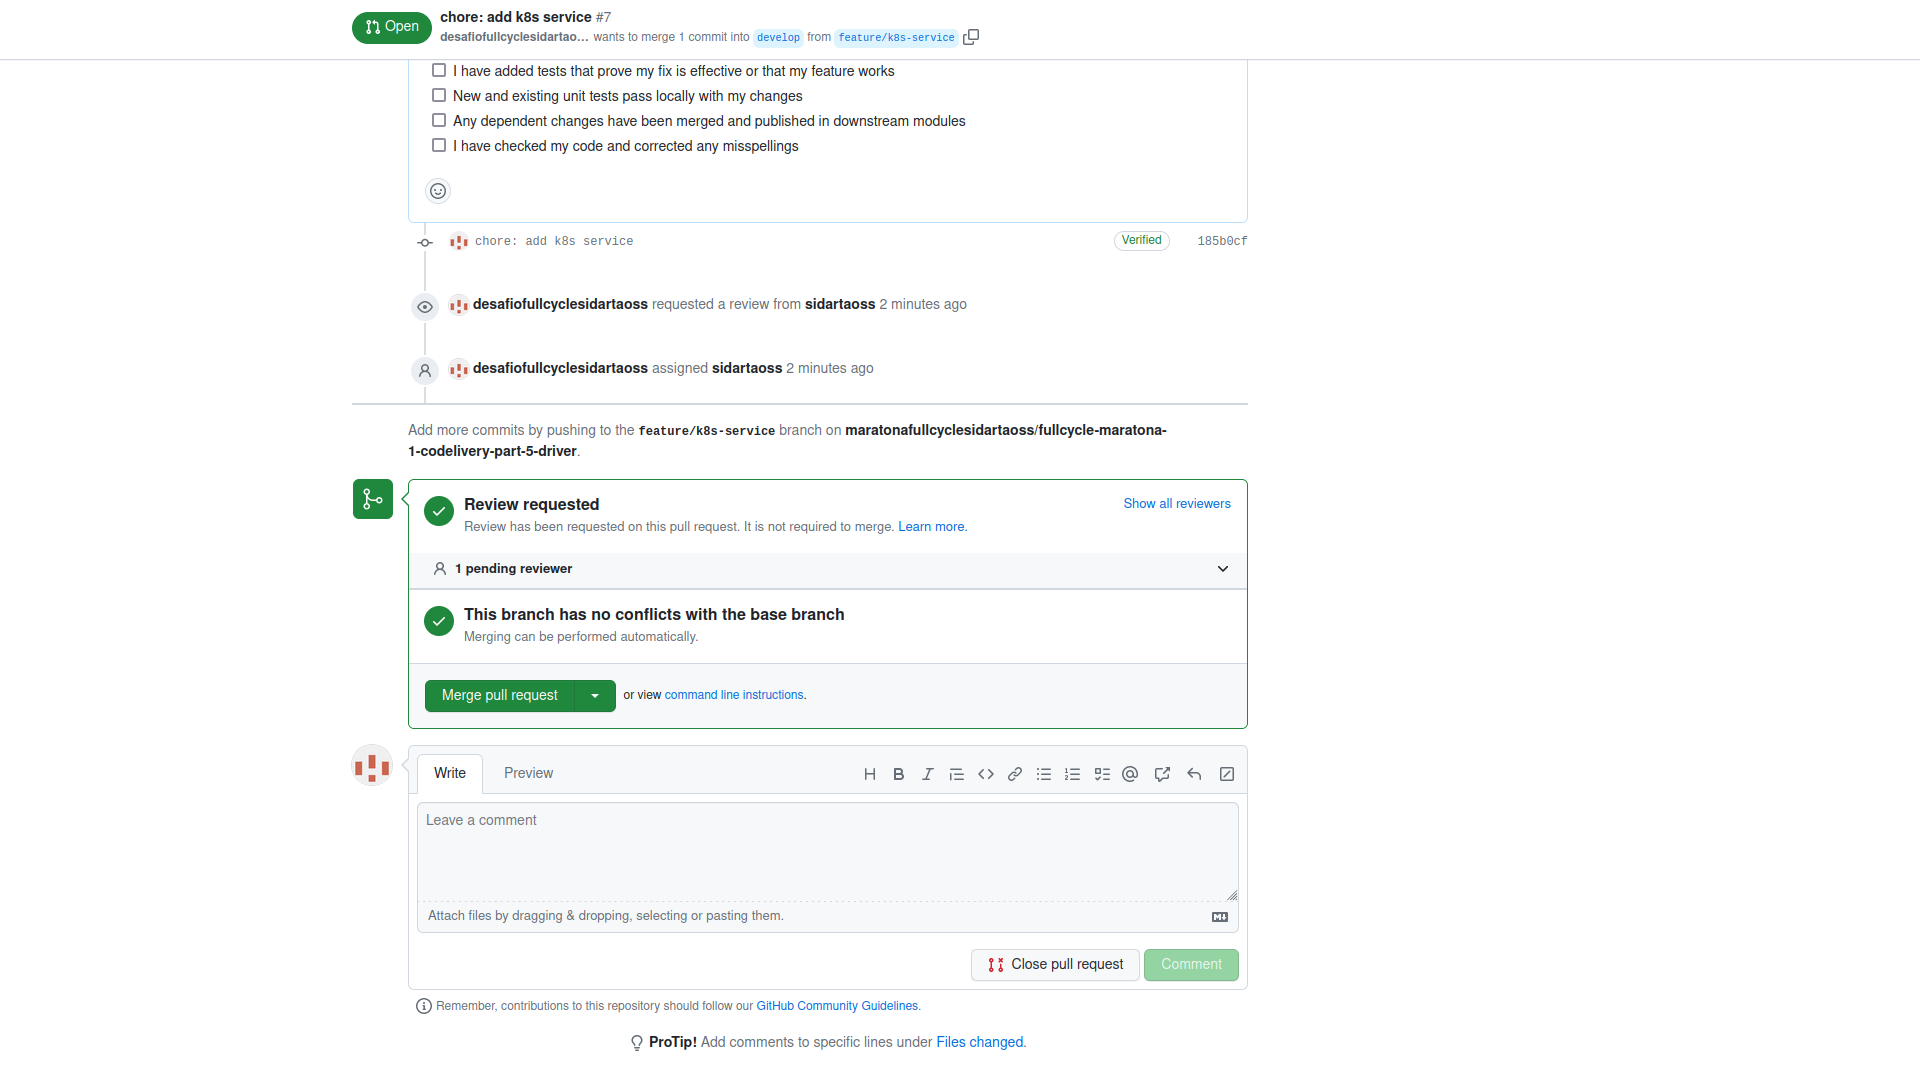 Open
chore: add k8s service #7
desafiofullcyclesidartao... wants to merge 1 commit into develop from feature/k8s-service
I have added tests that prove my fix is effective or that my feature works
New and existing unit tests pass locally with my changes
Any dependent changes have been merged and published in downstream modules
I have checked my code and corrected any misspellings
chore: add k8s service Verified 185b0cf
desafiofullcyclesidartaoss requested a review from sidartaoss 2 minutes ago
desafiofullcyclesidartaoss assigned sidartaoss 2 minutes ago
Add more commits by pushing to the feature/k8s-service branch on maratonafullcyclesidartaoss/fullcycle-maratona-
1-codelivery-part-5-driver.
Review requested Show all reviewers
Review has been requested on this pull request. It is not required to merge. Learn more.
1 pending reviewer
This branch has no conflicts with the base branch
Merging can be performed automatically.
Merge pull request or view command line instructions.
Write Preview
Leave a comment
Attach files by dragging & dropping, selecting or pasting them.
Close pull request Comment
Remember, contributions to this repository should follow our GitHub Community Guidelines.
ProTip! Add comments to specific lines under Files changed.